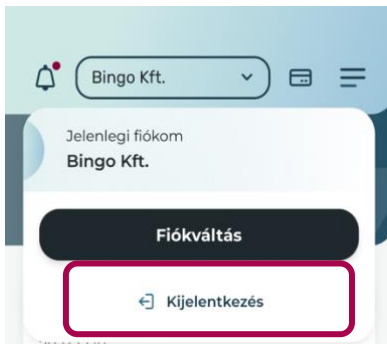 Bingo Kft.
Jelenlegi fiókom
Bingo Kft.
Fiókváltás
Kijelentkezés